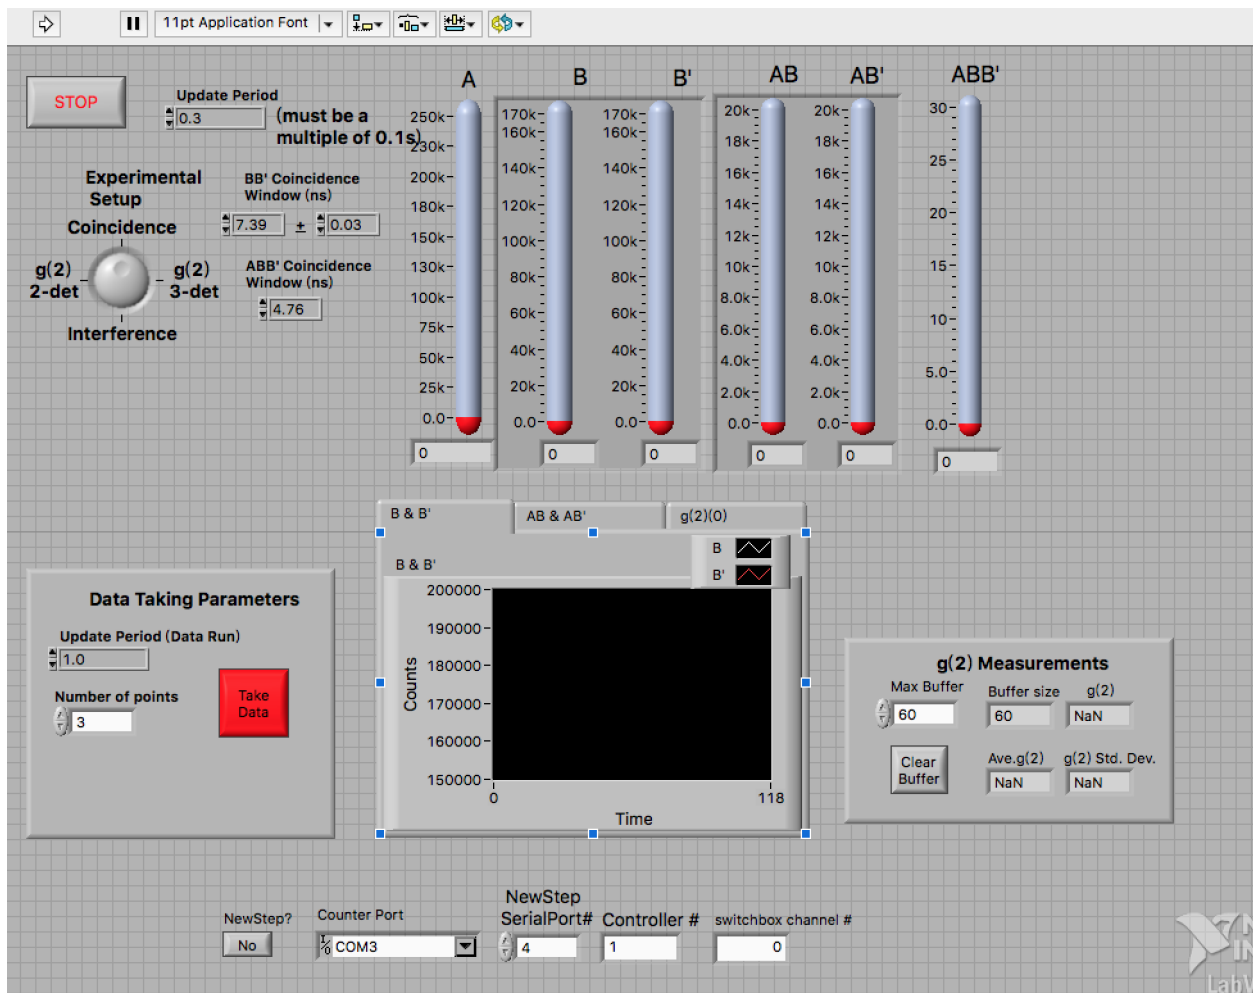 11pt Application Font
STOP
Update Period
0.3
(must be a
multiple of 0.1s)
Experimental
Setup
Coincidence
g(2)
2-det
g(2)
3-det
Interference
BB' Coincidence
Window (ns)
7.39 ± 0.03
ABB' Coincidence
Window (ns)
4.76
A
250k
230k
200k
180k
150k
130k
100k
75k
50k
25k
0.0
0
B
170k
160k
140k
120k
100k
80k
60k
40k
20k
0.0
0
B'
170k
160k
140k
120k
100k
80k
60k
40k
20k
0.0
0
AB
20k
18k
16k
14k
12k
10k
8.0k
6.0k
4.0k
2.0k
0.0
0
AB'
20k
18k
16k
14k
12k
10k
8.0k
6.0k
4.0k
2.0k
0.0
0
ABB'
30
25
20
15
10
5.0
0.0
0
B & B' AB & AB' g(2)(0)
B & B'
B
B'
Counts
200000
190000
180000
170000
160000
150000
0 118
Time
Data Taking Parameters
Update Period (Data Run)
1.0
Number of points
3
Take
Data
g(2) Measurements
Max Buffer Buffer size g(2)
60 60 NaN
Clear
Buffer
Ave.g(2) g(2) Std. Dev.
NaN NaN
NewStep?
No
Counter Port
I/O COM3
NewStep
SerialPort#
4
Controller #
1
switchbox channel #
0